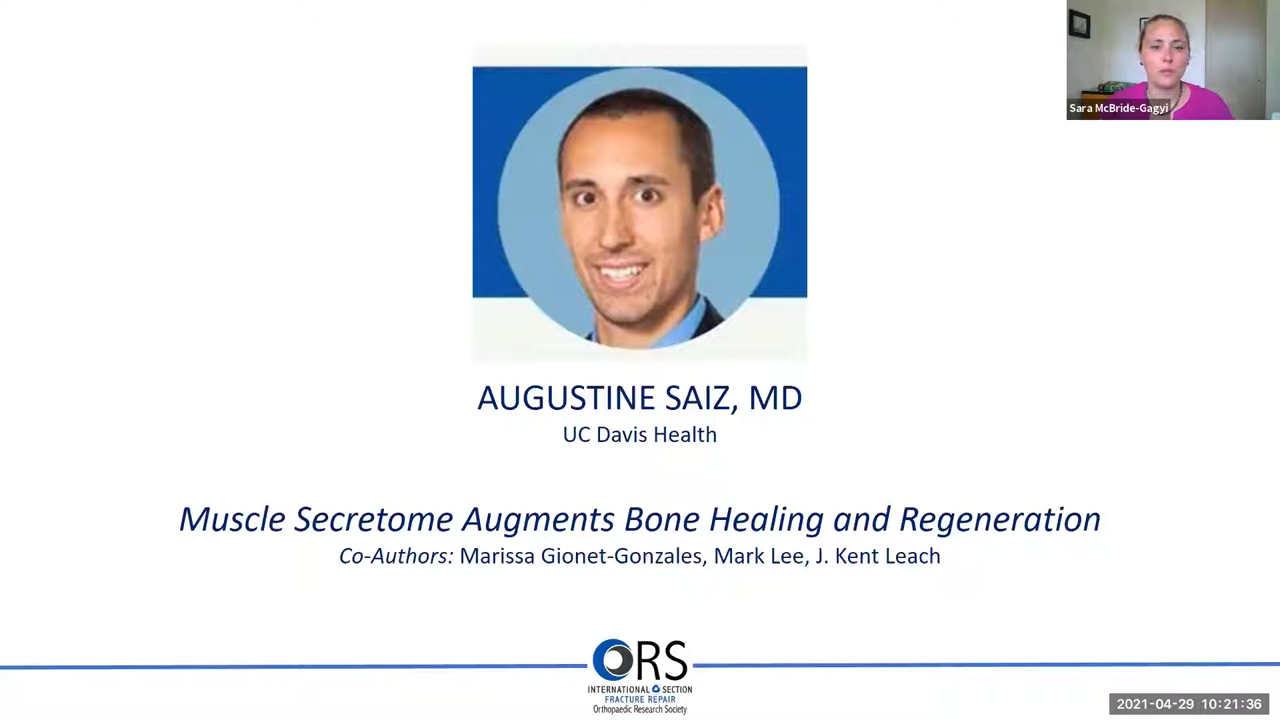 Sara McBride-Gagyi
AUGUSTINE SAIZ, MD
UC Davis Health
Muscle Secretome Augments Bone Healing and Regeneration
Co-Authors: Marissa Gionet-Gonzales, Mark Lee, J. Kent Leach
ORS
INTERNATIONAL SECTION
FRACTURE REPAIR
Orthopaedic Research Society
2021-04-29 10:21:36